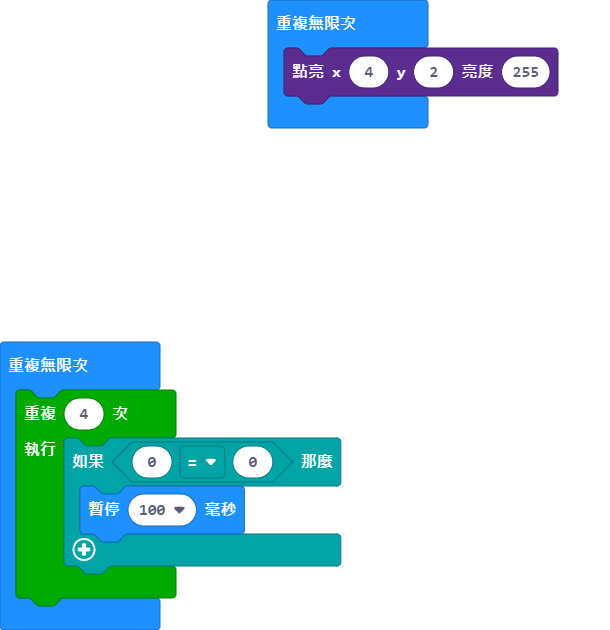 重複無限次
點亮 x 4 y 2 亮度 255
重複無限次
重複 4 次
執行
如果 0 = 0 那麼
暫停 100 毫秒